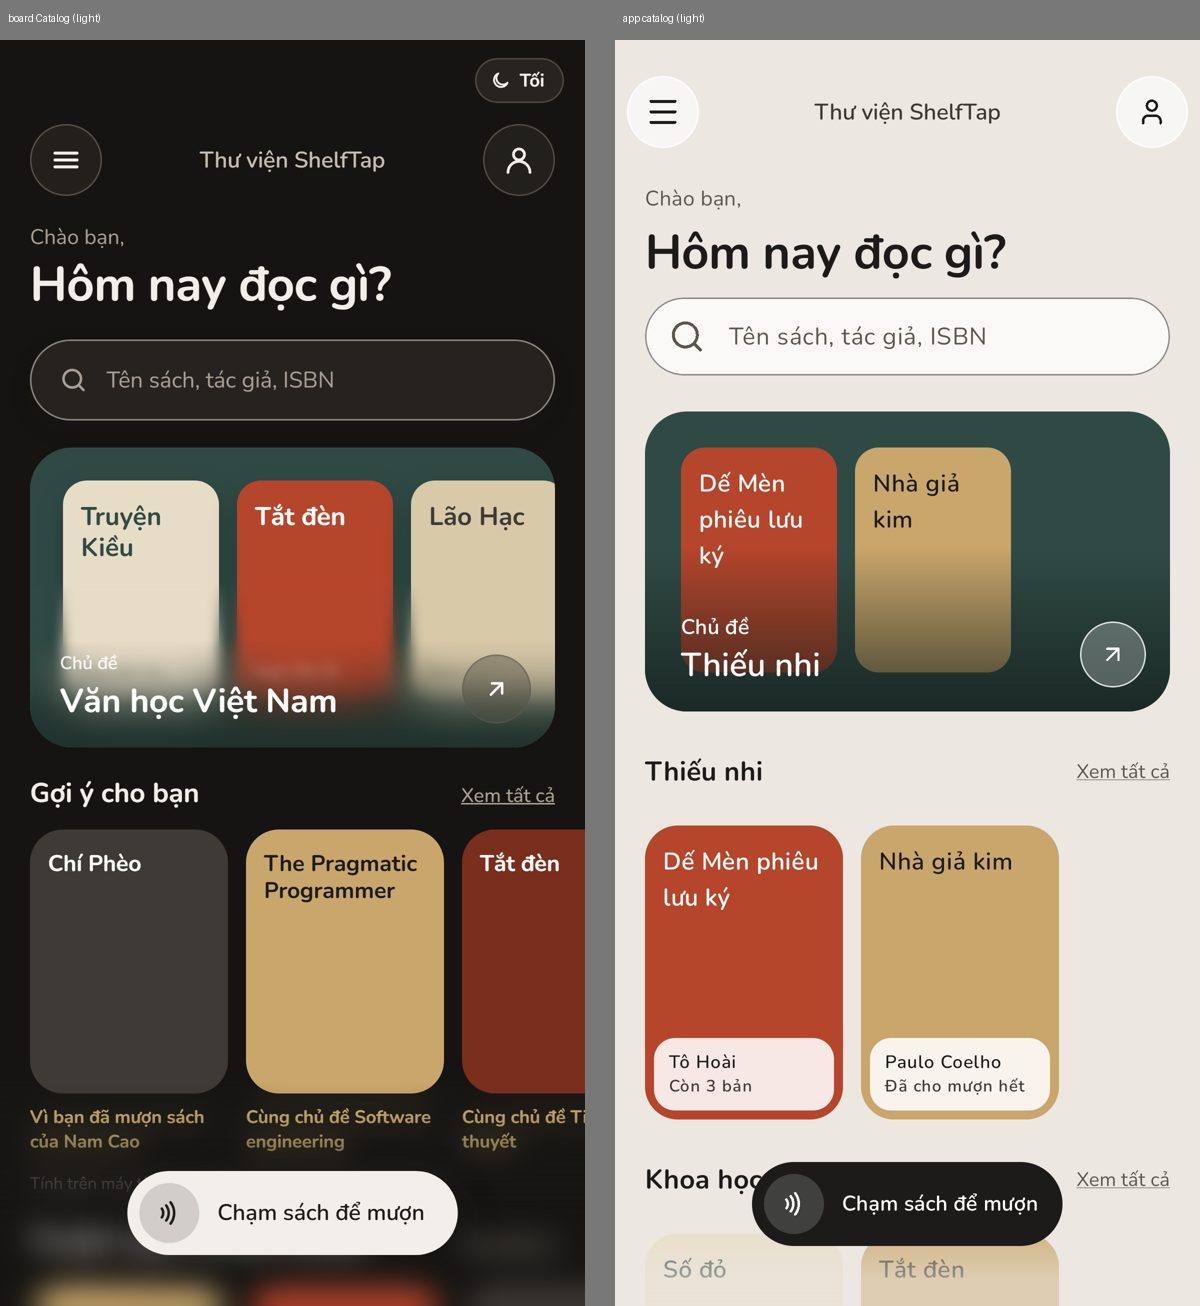 board Catalog (light)
Tối
Thư viện ShelfTap
Chào bạn,
Hôm nay đọc gì?
Tên sách, tác giả, ISBN
Truyện
Kiều
Tắt đèn
Lão Hạc
Chủ đề
Văn học Việt Nam
Gợi ý cho bạn
Xem tất cả
Chí Phèo
The Pragmatic
Programmer
Tắt đèn
Vì bạn đã mượn sách
của Nam Cao
Cùng chủ đề Software
engineering
Cùng chủ đề Ti
thuyết
Tính trên máy
Chạm sách để mượn
app catalog (light)
Thư viện ShelfTap
Chào bạn,
Hôm nay đọc gì?
Tên sách, tác giả, ISBN
Dế Mèn
phiêu lưu
ký
Nhà giả
kim
Chủ đề
Thiếu nhi
Thiếu nhi
Xem tất cả
Dế Mèn phiêu
lưu ký
Tô Hoài
Còn 3 bản
Nhà giả kim
Paulo Coelho
Đã cho mượn hết
Khoa học
Xem tất cả
Chạm sách để mượn
Số đỏ
Tắt đèn